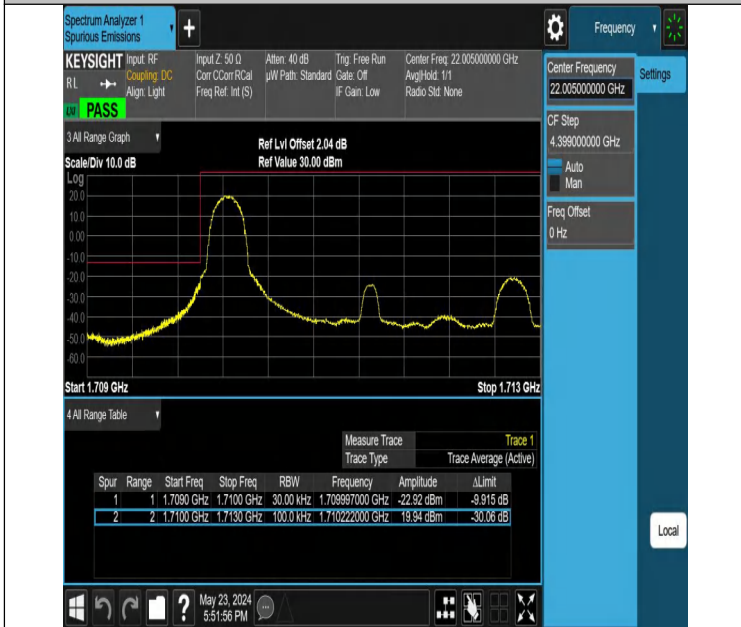 Spectrum Analyzer 1
Spurious Emissions
Frequency
KEYSIGHT Input: RF Input Z: 50 Ω Atten: 40 dB Trig: Free Run Center Freq: 22.005000000 GHz
RL Coupling: DC Corr CCorr RCal µW Path: Standard Gate: Off Avg|Hold: 1/1
Align: Light Freq Ref: Int (S) IF Gain: Low Radio Std: None
PASS
3 All Range Graph
Ref Lvl Offset 2.04 dB
Scale/Div 10.0 dB Ref Value 30.00 dBm
Log
20.0
10.0
0.00
-10.0
-20.0
-30.0
-40.0
-50.0
-60.0
Start 1.709 GHz Stop 1.713 GHz
4 All Range Table
Measure Trace Trace 1
Trace Type Trace Average (Active)
Spur Range Start Freq Stop Freq RBW Frequency Amplitude ΔLimit
1 1 1.7090 GHz 1.7100 GHz 30.00 kHz 1.709997000 GHz -22.92 dBm -9.915 dB
2 2 1.7100 GHz 1.7130 GHz 100.0 kHz 1.710222000 GHz 19.94 dBm -30.06 dB
Center Frequency
22.005000000 GHz
Settings
CF Step
4.399000000 GHz
Auto
Man
Freq Offset
0 Hz
Local
May 23, 2024
5:51:56 PM